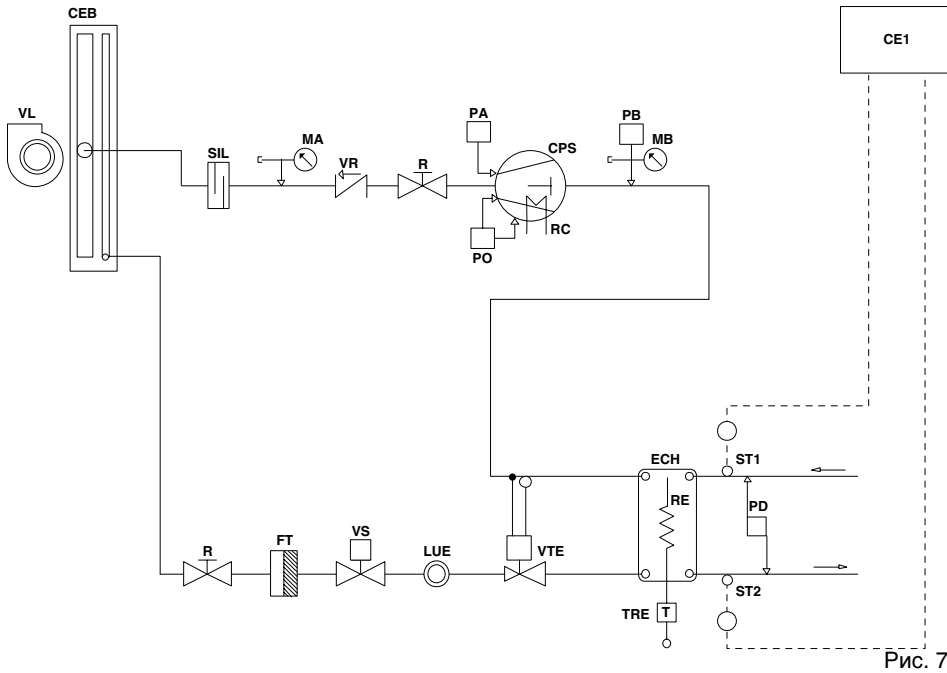 CEB
CE1
VL
SIL
MA
VR
R
PA
CPS
PB
MB
PO
RC
ECH
ST1
RE
PD
R
FT
VS
LUE
VTE
TRE
T
ST2
Рис. 7